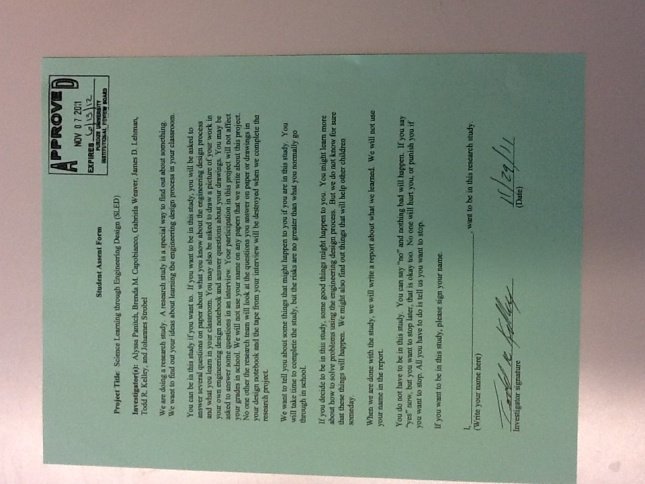 APPROVED
NOV 07 2011
EXPIRES 6/13/12
PURDUE UNIVERSITY
INSTITUTIONAL REVIEW BOARD
Student Assent Form
Project Title: Science Learning through Engineering Design (SLED)
Investigator(s): Alyssa Panitch, Brenda M. Capobianco, Gabriela Weaver, James D. Lehman,
Todd R. Kelley, and Johannes Strobel
We are doing a research study. A research study is a special way to find out about something.
We want to find out your ideas about learning the engineering design process in your classroom.
You can be in this study if you want to. If you want to be in this study, you will be asked to
answer several questions on paper about what you know about the engineering design process
and what you learn in your classroom. You may also be asked to draw a picture of your work in
your own engineering design notebook and answer questions about your drawings. You may be
asked to answer some questions in an interview. Your participation in this project will not affect
your grades in school. We will not use your name on any papers that we write about this project.
No one other the research team will look at the questions you answer on paper or drawings in
your design notebook and the tape from your interview will be destroyed when we complete the
research project.
We want to tell you about some things that might happen to you if you are in this study. You
will take time to complete the study, but the risks are no greater than what you normally go
through in school.
If you decide to be in this study, some good things might happen to you. You might learn more
about how to solve problems using the engineering design process. But we do not know for sure
that these things will happen. We might also find out things that will help other children
someday.
When we are done with the study, we will write a report about what we learned. We will not use
your name in the report.
You do not have to be in this study. You can say "no" and nothing bad will happen. If you say
"yes" now, but you want to stop later, that is okay too. No one will hurt you, or punish you if
you want to stop. All you have to do is tell us you want to stop.
If you want to be in this study, please sign your name.
I, ____________________, want to be in this research study.
(Write your name here)
Todd R Kelley 11/29/11
Investigator signature (Date)